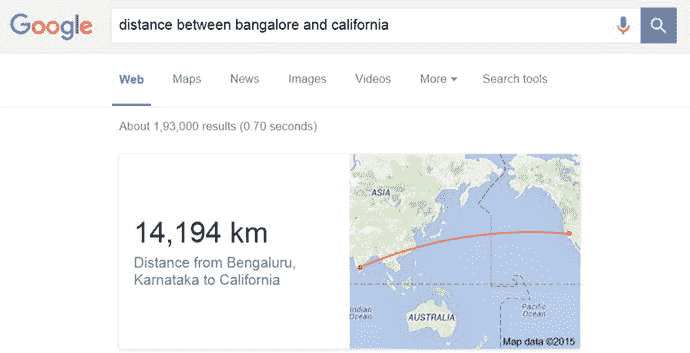 Google distance between bangalore and california
Web Maps News Images Videos More Search tools
About 1,93,000 results (0.70 seconds)
14,194 km
Distance from Bengaluru,
Karnataka to California
ASIA
Indian
Ocean
AUSTRALIA
Pacific
Ocean
Map data ©2015